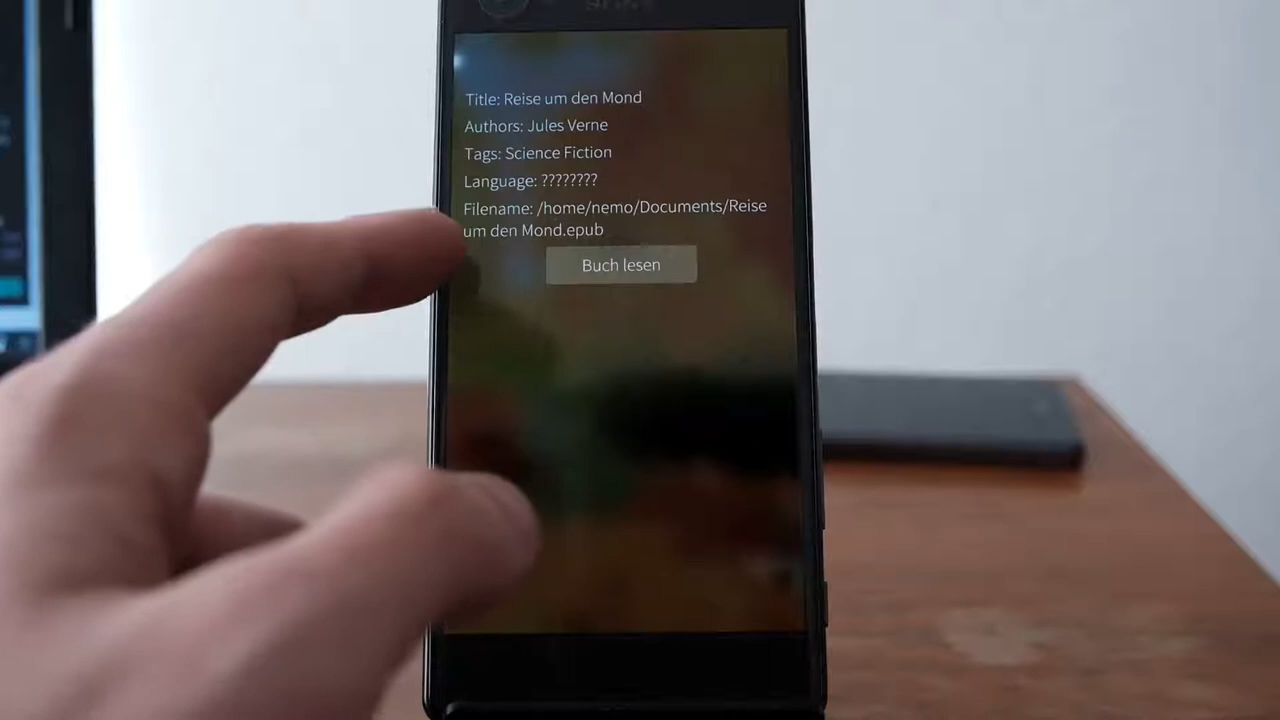 SONY
Title: Reise um den Mond
Authors: Jules Verne
Tags: Science Fiction
Language: ????????
Filename: /home/nemo/Documents/Reise
um den Mond.epub
Buch lesen